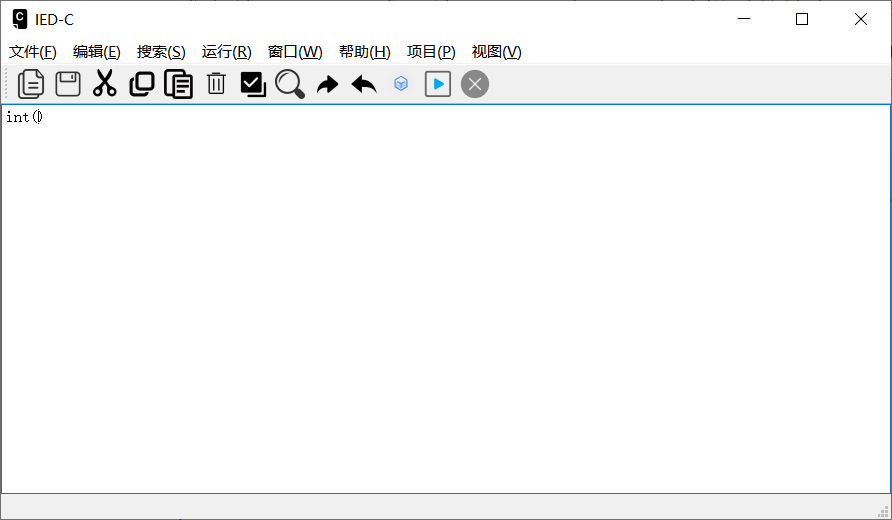 IED-C
文件(F) 编辑(E) 搜索(S) 运行(R) 窗口(W) 帮助(H) 项目(P) 视图(V)
int()